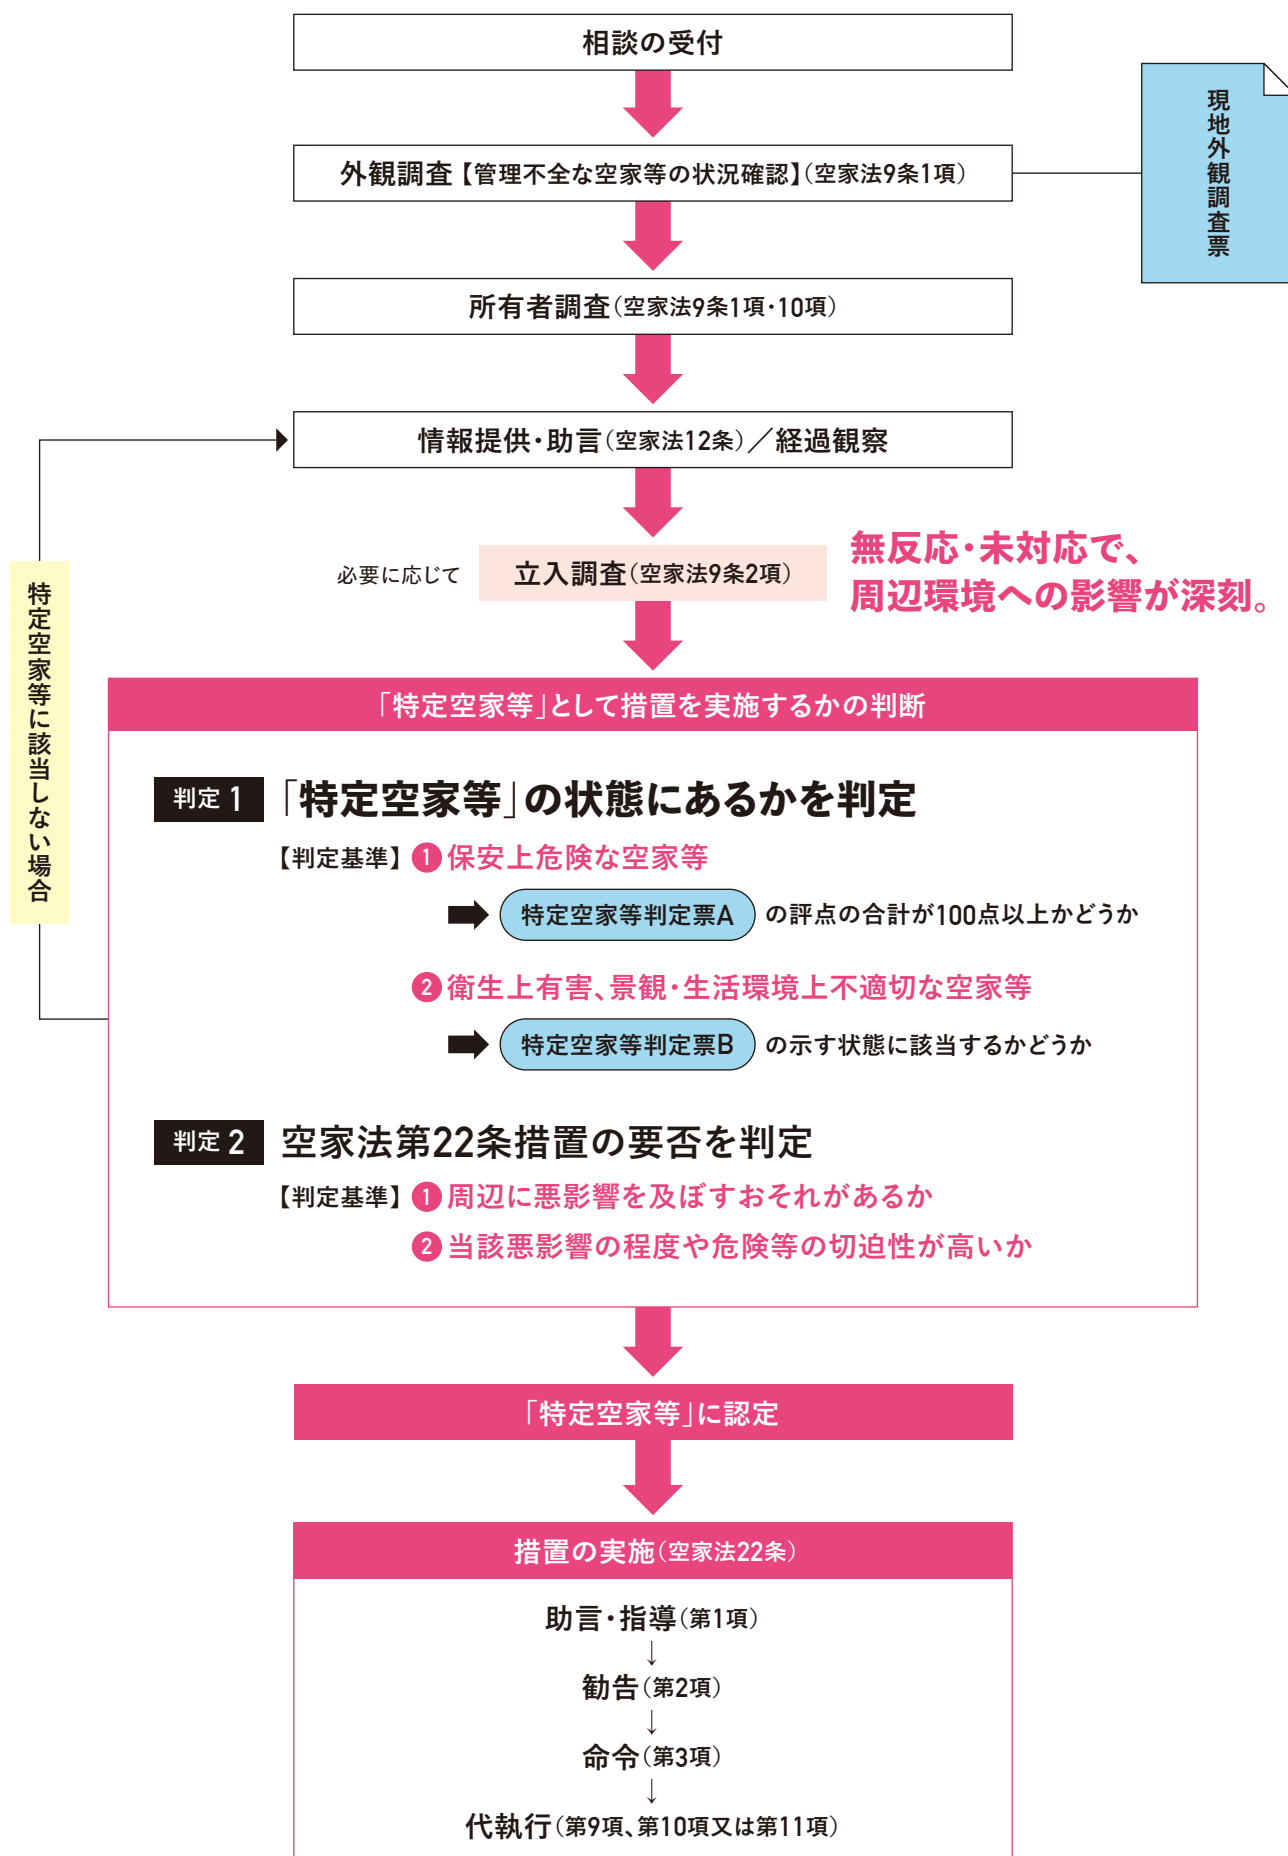 相談の受付
外観調査【管理不全な空家等の状況確認】(空家法9条1項)
現地外観調査票
所有者調査(空家法9条1項・10項)
情報提供・助言(空家法12条)／経過観察
必要に応じて 立入調査(空家法9条2項)
無反応・未対応で、
周辺環境への影響が深刻。
特定空家等に該当しない場合
「特定空家等」として措置を実施するかの判断
判定1 「特定空家等」の状態にあるかを判定
【判定基準】❶保安上危険な空家等
➡ 特定空家等判定票A の評点の合計が100点以上かどうか
❷衛生上有害、景観・生活環境上不適切な空家等
➡ 特定空家等判定票B の示す状態に該当するかどうか
判定2 空家法第22条措置の要否を判定
【判定基準】❶周辺に悪影響を及ぼすおそれがあるか
❷当該悪影響の程度や危険等の切迫性が高いか
「特定空家等」に認定
措置の実施(空家法22条)
助言・指導(第1項)
↓
勧告(第2項)
↓
命令(第3項)
↓
代執行(第9項、第10項又は第11項)